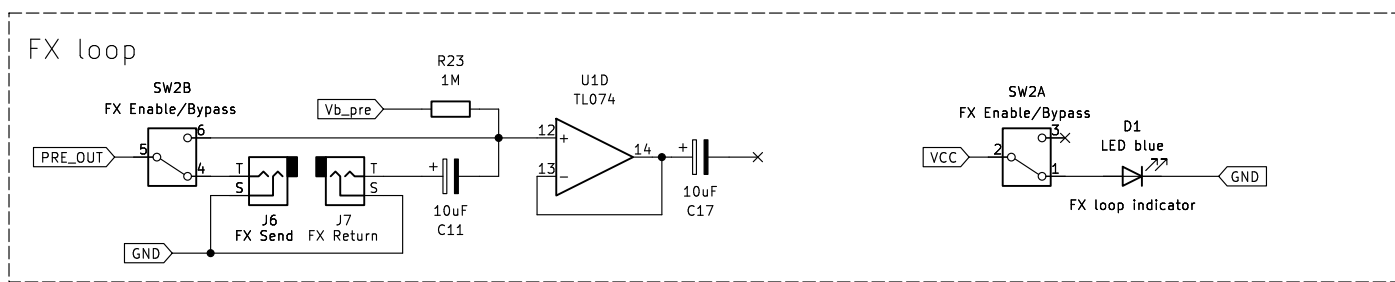 FX loop
SW2B
FX Enable/Bypass
PRE_OUT
5
6
4
Vb_pre
R23
1M
T
S
J6
FX Send
T
S
J7
FX Return
GND
+
10uF
C11
U1D
TL074
12
+
13
-
14
+
10uF
C17
SW2A
FX Enable/Bypass
VCC
2
3
1
D1
LED blue
GND
FX loop indicator